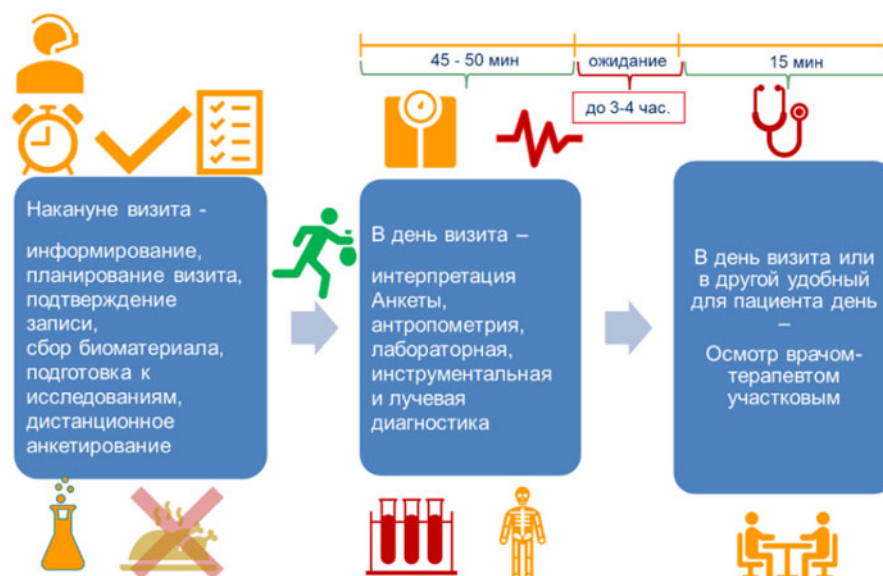 45 - 50 мин
ожидание
15 мин
до 3-4 час.
Накануне визита -
информирование,
планирование визита,
подтверждение
записи,
сбор биоматериала,
подготовка к
исследованиям,
дистанционное
анкетирование
В день визита –
интерпретация
Анкеты,
антропометрия,
лабораторная,
инструментальная
и лучевая
диагностика
В день визита или
в другой удобный
для пациента день
–
Осмотр врачом-
терапевтом
участковым